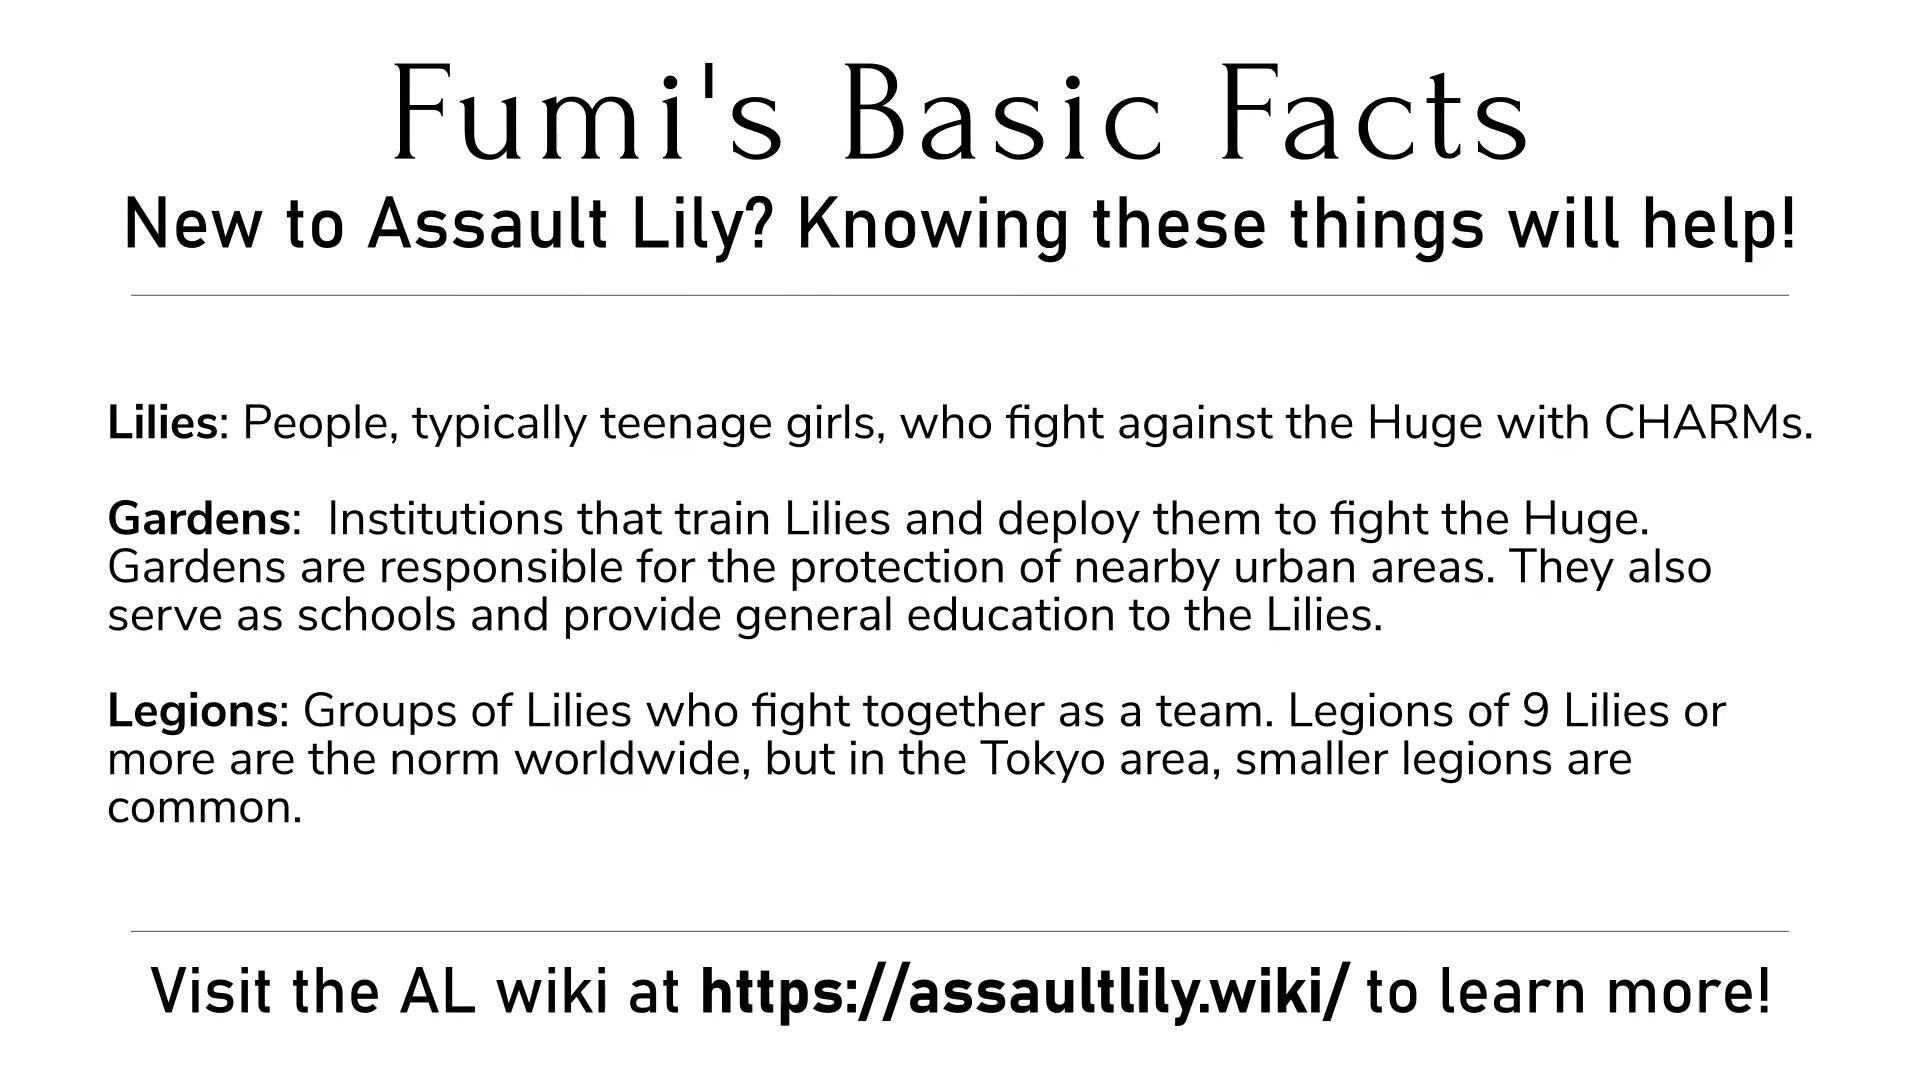 Fumi's Basic Facts
New to Assault Lily? Knowing these things will help!
Lilies: People, typically teenage girls, who fight against the Huge with CHARMs.
Gardens:  Institutions that train Lilies and deploy them to fight the Huge.
Gardens are responsible for the protection of nearby urban areas. They also
serve as schools and provide general education to the Lilies.
Legions: Groups of Lilies who fight together as a team. Legions of 9 Lilies or
more are the norm worldwide, but in the Tokyo area, smaller legions are
common.
Visit the AL wiki at https://assaultlily.wiki/ to learn more!